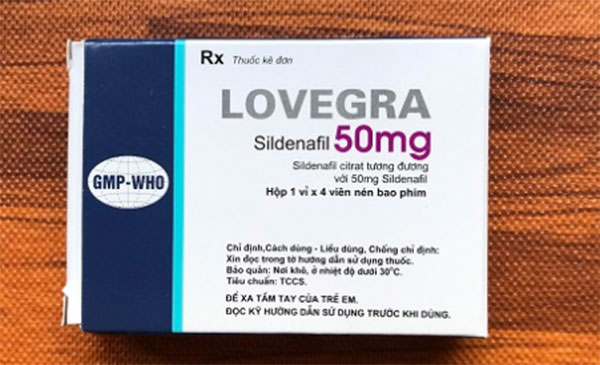 Rx Thuốc kê đơn
LOVEGRA
Sildenafil 50mg
Sildenafil citrat tương đương
với 50mg Sildenafil
Hộp 1 vỉ x 4 viên nén bao phim
GMP-WHO
Chỉ định,Cách dùng - Liều dùng, Chống chỉ định:
Xin đọc trong tờ hướng dẫn sử dụng thuốc.
Bảo quản: Nơi khô, ở nhiệt độ dưới 30°C.
Tiêu chuẩn: TCCS.
ĐỂ XA TẦM TAY CỦA TRẺ EM.
ĐỌC KỸ HƯỚNG DẪN SỬ DỤNG TRƯỚC KHI DÙNG.